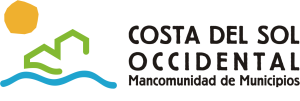 COSTA DEL SOL
OCCIDENTAL
Mancomunidad de Municipios